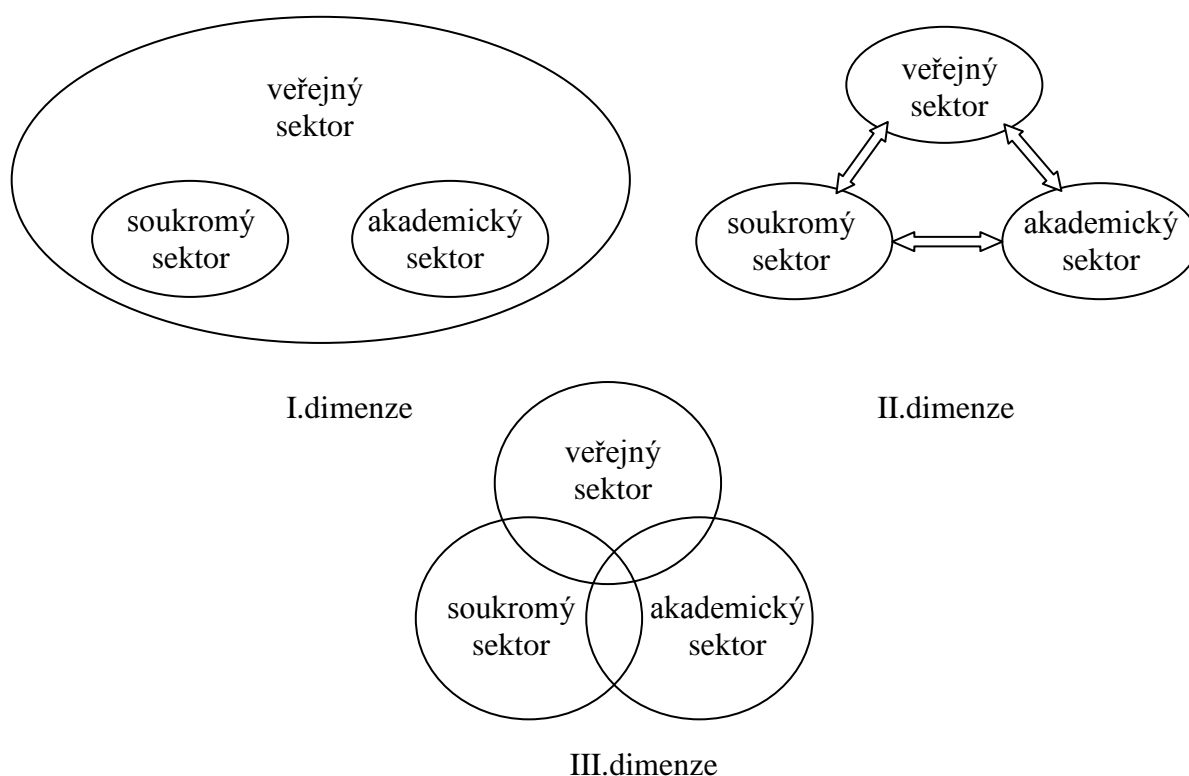 veřejný
sektor
soukromý
sektor
akademický
sektor
I.dimenze
veřejný
sektor
soukromý
sektor
akademický
sektor
II.dimenze
veřejný
sektor
soukromý
sektor
akademický
sektor
III.dimenze